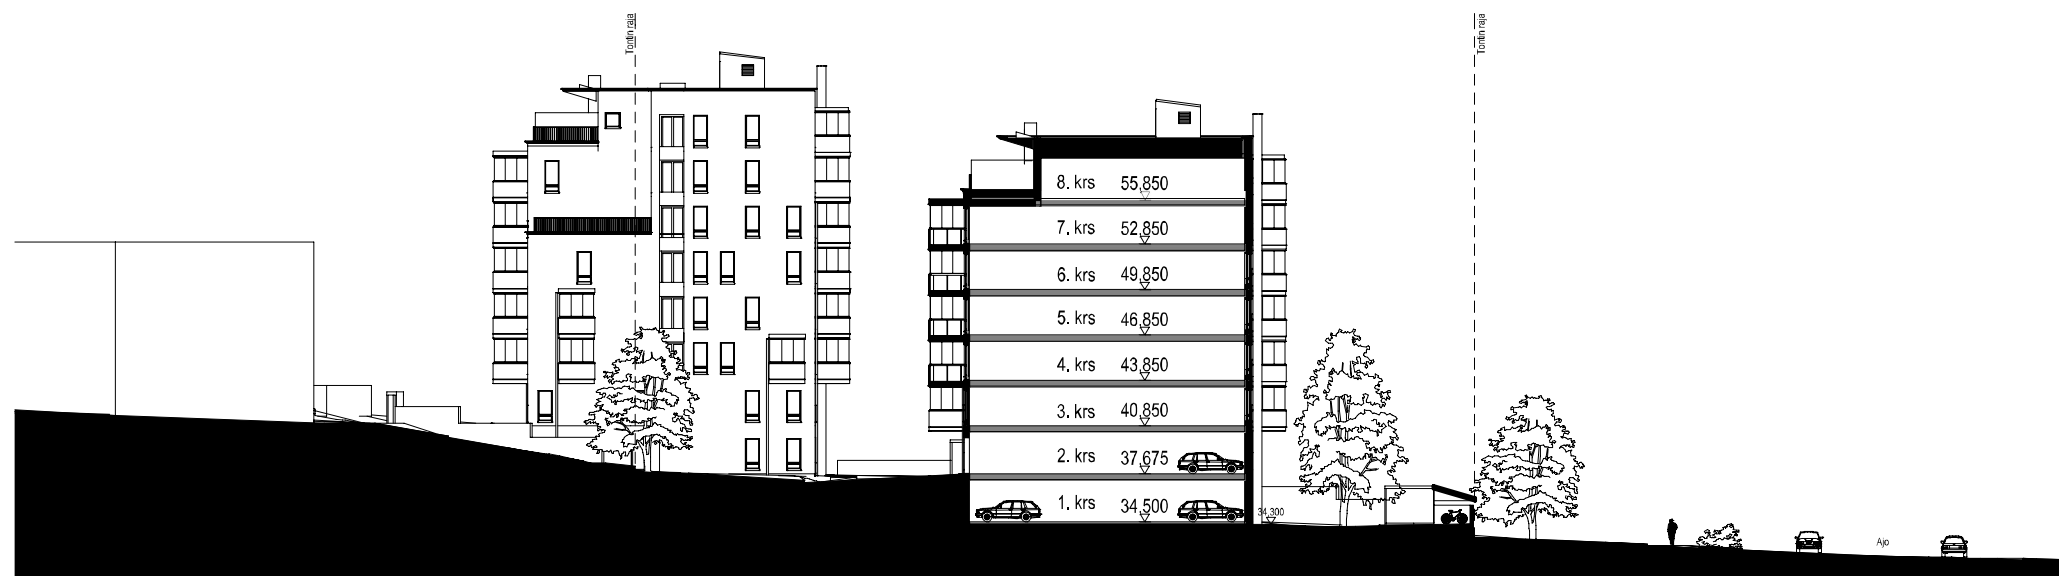 Tontin raja
Tontin raja
8. krs 55,850
7. krs 52,850
6. krs 49,850
5. krs 46,850
4. krs 43,850
3. krs 40,850
2. krs 37,675
1. krs 34,500
34,300
Ajo